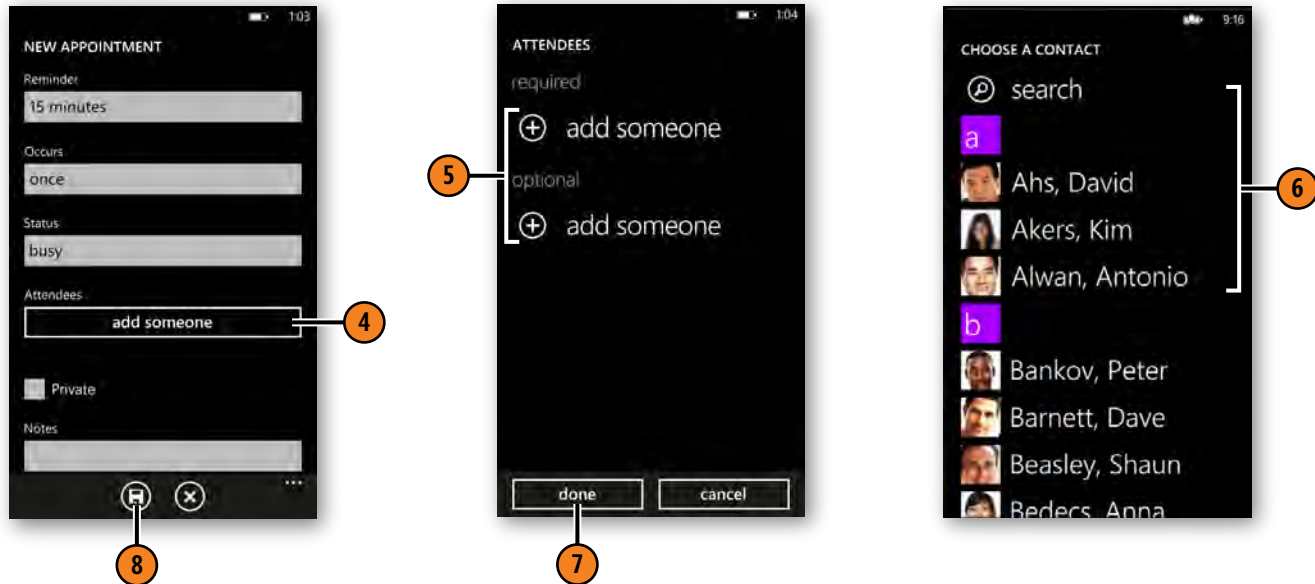 1:03
NEW APPOINTMENT
Reminder
15 minutes
Occurs
once
Status
busy
Attendees
add someone
4
Private
Notes
...
8
1:04
ATTENDEES
required
add someone
5
optional
add someone
done
cancel
7
9:16
CHOOSE A CONTACT
search
a
Ahs, David
6
Akers, Kim
Alwan, Antonio
b
Bankov, Peter
Barnett, Dave
Beasley, Shaun
Bedecs, Anna